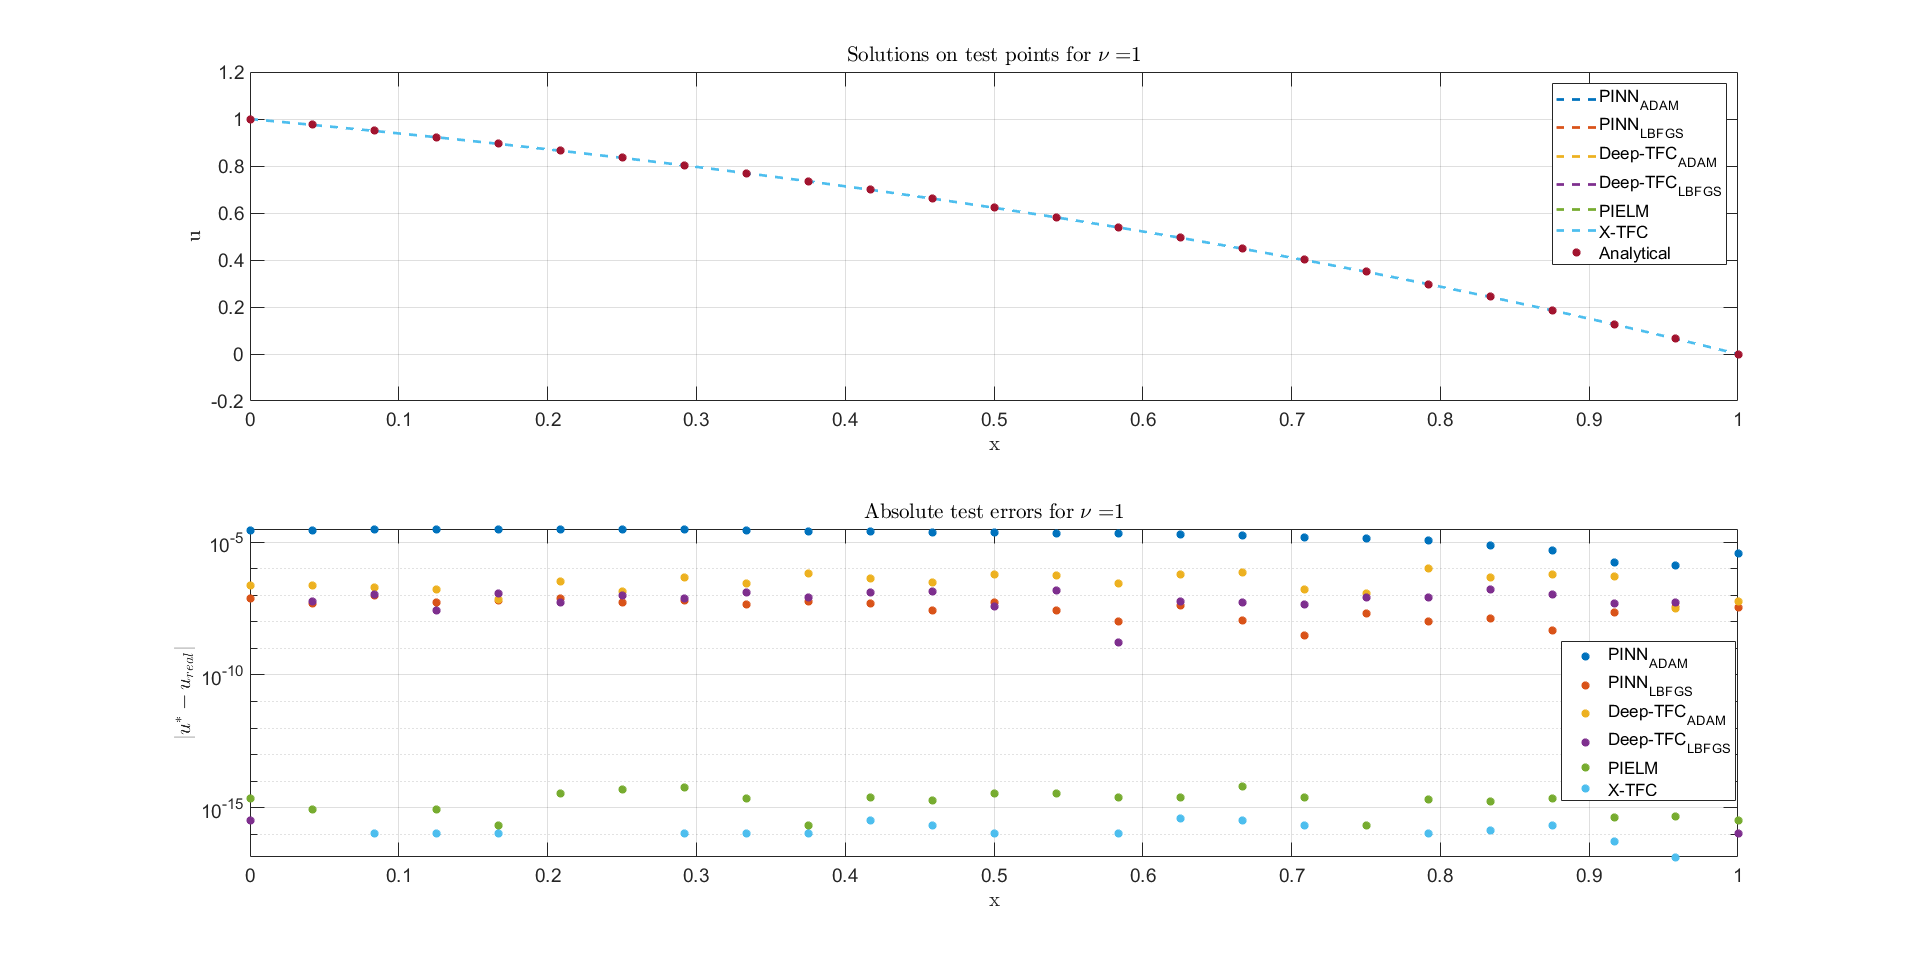 Solutions on test points for ν =1
1.2
1
0.8
0.6
0.4
0.2
0
-0.2
u
0 0.1 0.2 0.3 0.4 0.5 0.6 0.7 0.8 0.9 1
x
PINN_ADAM
PINN_LBFGS
Deep-TFC_ADAM
Deep-TFC_LBFGS
PIELM
X-TFC
Analytical
Absolute test errors for ν =1
10^-5
10^-10
10^-15
|u* − u_real|
0 0.1 0.2 0.3 0.4 0.5 0.6 0.7 0.8 0.9 1
x
PINN_ADAM
PINN_LBFGS
Deep-TFC_ADAM
Deep-TFC_LBFGS
PIELM
X-TFC